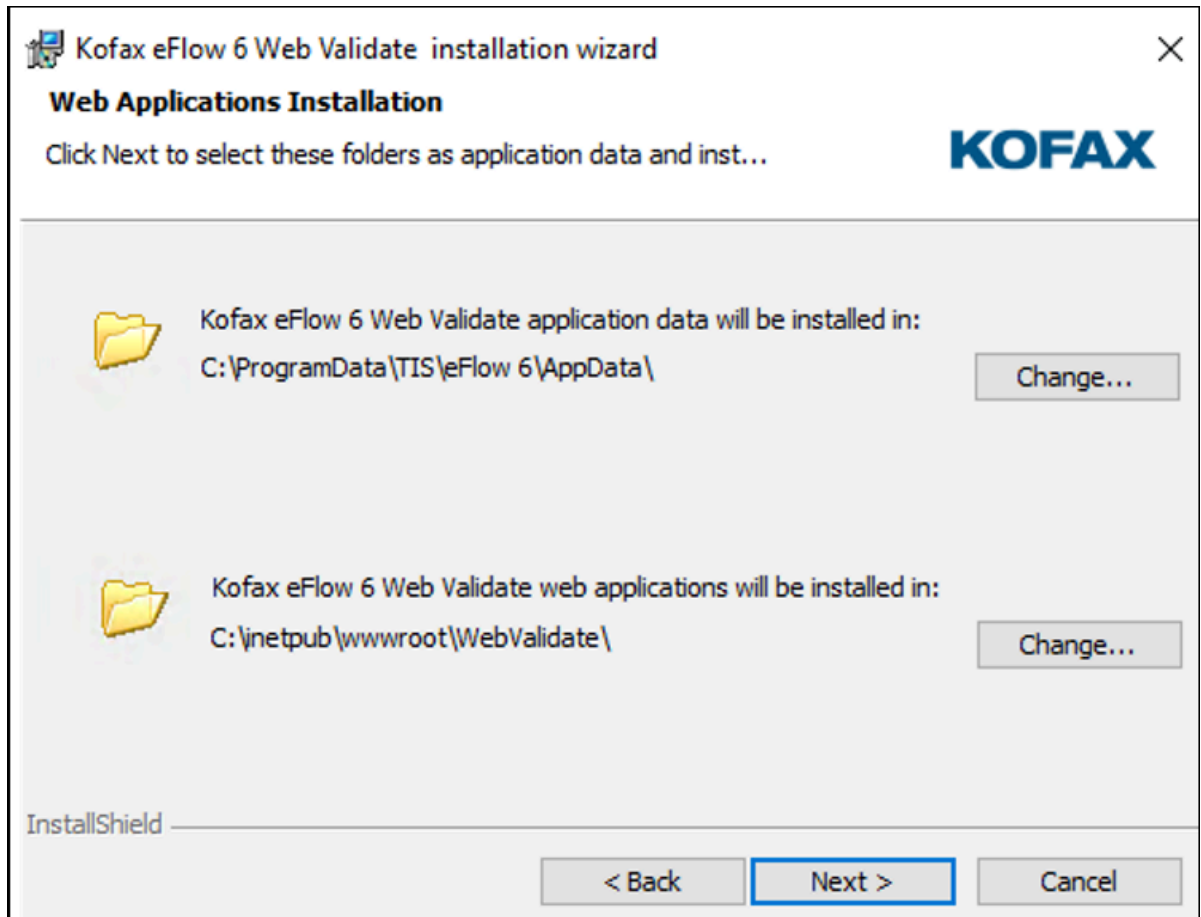 Kofax eFlow 6 Web Validate installation wizard
Web Applications Installation
Click Next to select these folders as application data and inst...
KOFAX
Kofax eFlow 6 Web Validate application data will be installed in:
C:\ProgramData\TIS\eFlow 6\AppData\
Change...
Kofax eFlow 6 Web Validate web applications will be installed in:
C:\inetpub\wwwroot\WebValidate\
Change...
InstallShield
< Back
Next >
Cancel